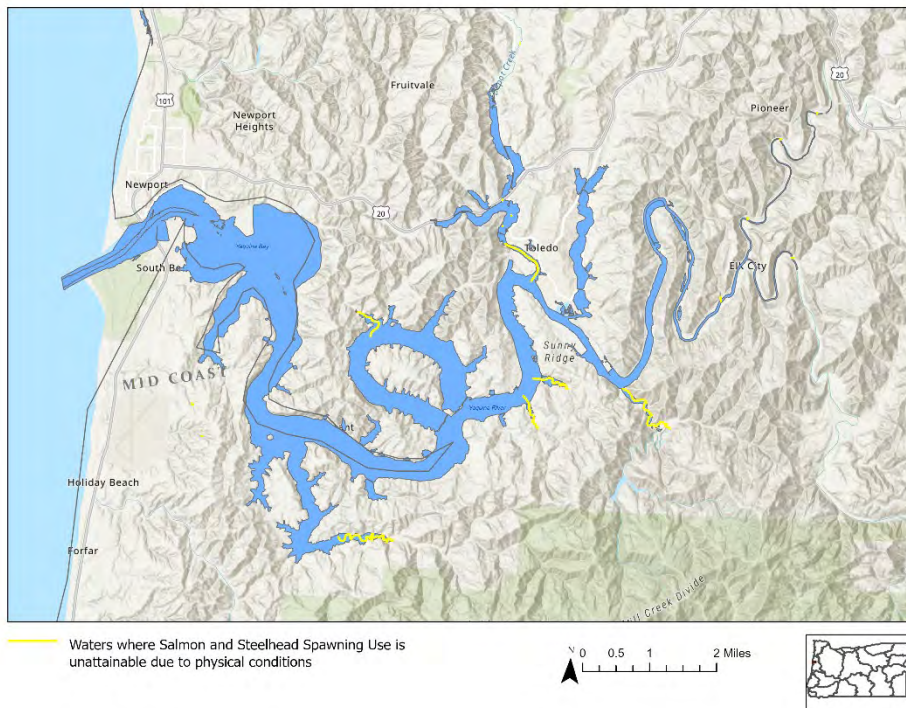 Fruitvale
Pioneer
20
101
Newport
Heights
Newport
20
Yaquina Bay
Toledo
South Be
Elk City
Sunny
e Ridge
MID COAST
Yaquina River
nt
Holiday Beach
Forfar
Creek Divide
Waters where Salmon and Steelhead Spawning Use is
unattainable due to physical conditions
N
0 0.5 1 2 Miles